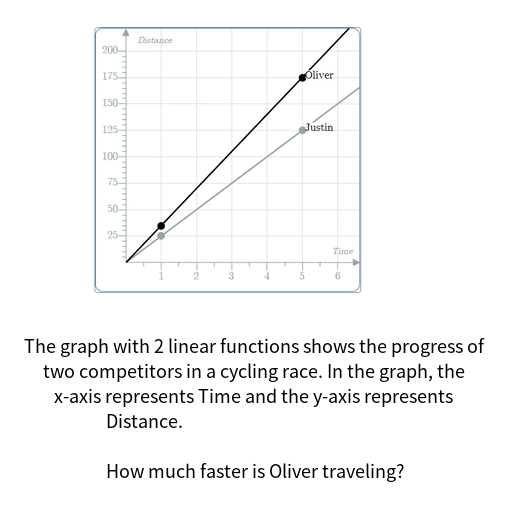 Distance
200
175
Oliver
150
125
Justin
100
75
50
25
Time
1 2 3 4 5 6
The graph with 2 linear functions shows the progress of
two competitors in a cycling race. In the graph, the
x-axis represents Time and the y-axis represents
Distance.
How much faster is Oliver traveling?